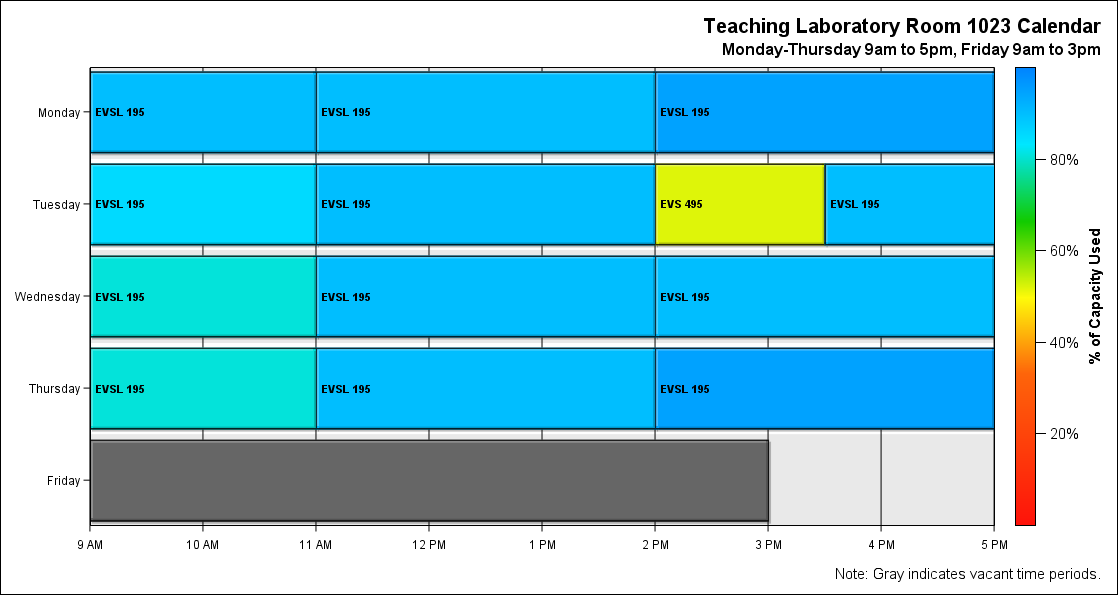 Teaching Laboratory Room 1023 Calendar
Monday-Thursday 9am to 5pm, Friday 9am to 3pm
Monday
EVSL 195
EVSL 195
EVSL 195
Tuesday
EVSL 195
EVSL 195
EVS 495
EVSL 195
Wednesday
EVSL 195
EVSL 195
EVSL 195
Thursday
EVSL 195
EVSL 195
EVSL 195
Friday
9 AM
10 AM
11 AM
12 PM
1 PM
2 PM
3 PM
4 PM
5 PM
80%
60%
40%
20%
% of Capacity Used
Note: Gray indicates vacant time periods.